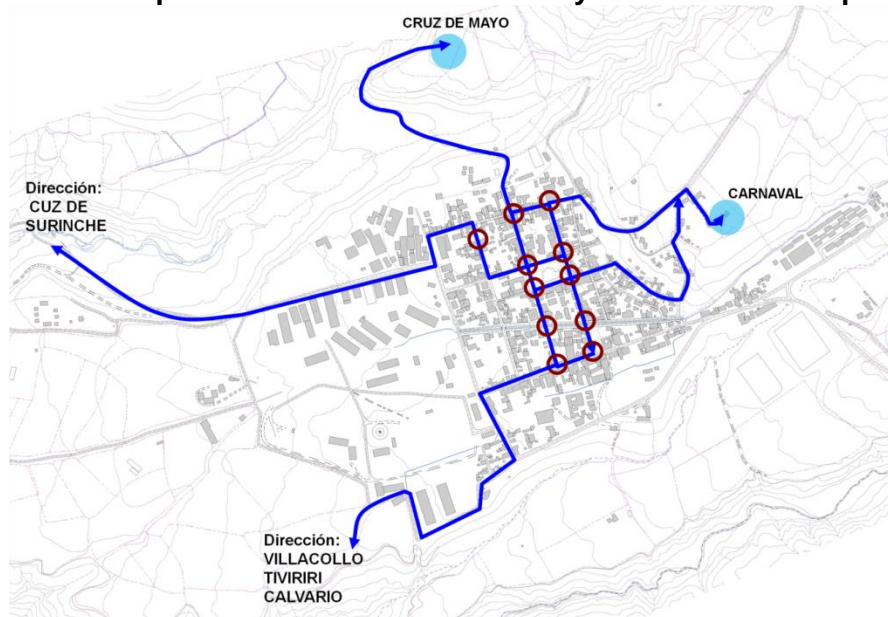 CRUZ DE MAYO
CARNAVAL
Dirección:
CUZ DE
SURINCHE
Dirección:
VILLACOLLO
TIVIRIRI
CALVARIO